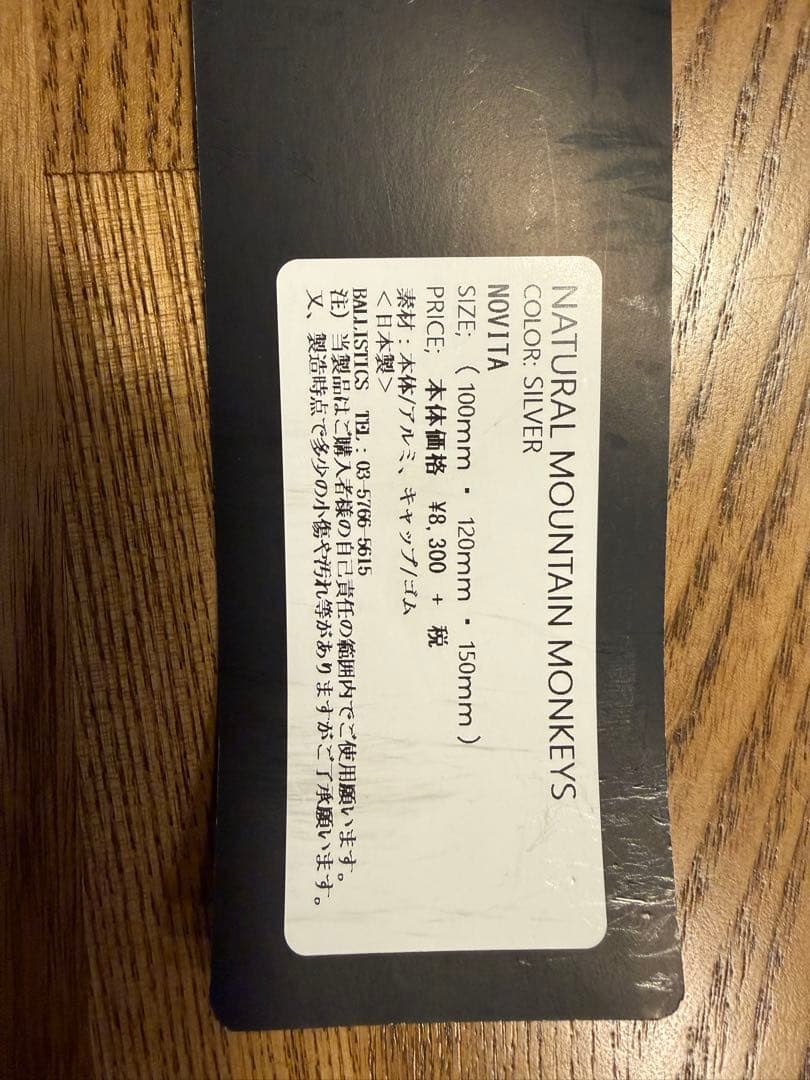 NATURAL MOUNTAIN MONKEYS
COLOR: SILVER
NOVITA
SIZE; (100mm ・ 120mm ・ 150mm)
PRICE; 本体価格 ¥8,300 + 税
素材：本体/アルミ、キャップ/ゴム
＜日本製＞
BALLISTICS TEL：03-5766-5615
注）当製品はご購入者様の自己責任の範囲内でご使用願います。
又、製造時点で多少の小傷や汚れ等がありますがご了承願います。